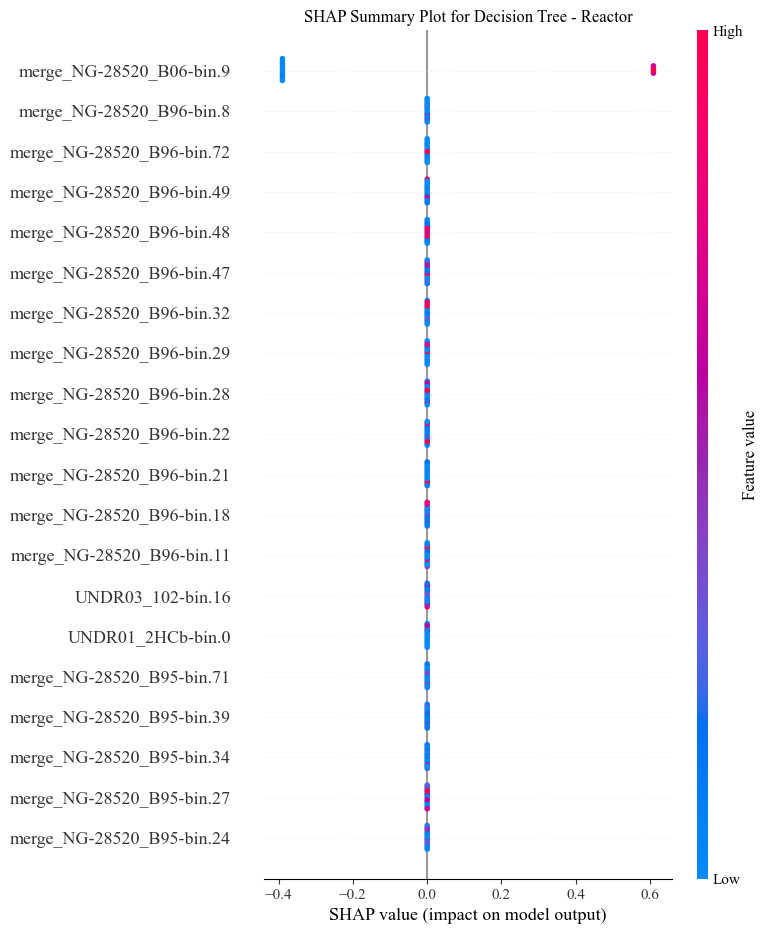 SHAP Summary Plot for Decision Tree - Reactor
High
merge_NG-28520_B06-bin.9
merge_NG-28520_B96-bin.8
merge_NG-28520_B96-bin.72
merge_NG-28520_B96-bin.49
merge_NG-28520_B96-bin.48
merge_NG-28520_B96-bin.47
merge_NG-28520_B96-bin.32
merge_NG-28520_B96-bin.29
merge_NG-28520_B96-bin.28
merge_NG-28520_B96-bin.22
merge_NG-28520_B96-bin.21
merge_NG-28520_B96-bin.18
merge_NG-28520_B96-bin.11
UNDR03_102-bin.16
UNDR01_2HCb-bin.0
merge_NG-28520_B95-bin.71
merge_NG-28520_B95-bin.39
merge_NG-28520_B95-bin.34
merge_NG-28520_B95-bin.27
merge_NG-28520_B95-bin.24
Feature value
Low
−0.4 −0.2 0.0 0.2 0.4 0.6
SHAP value (impact on model output)